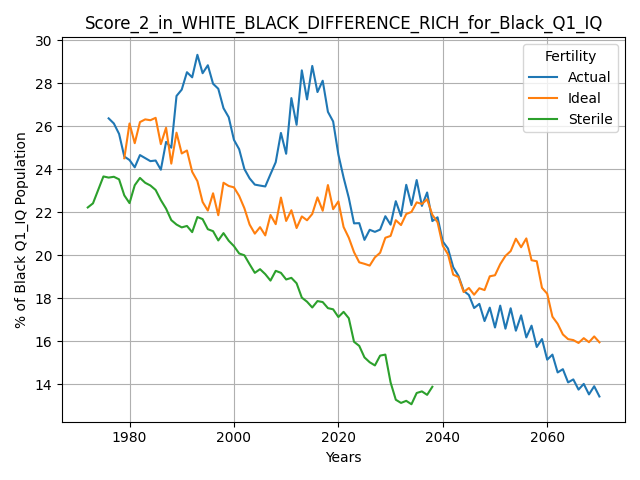 Score_2_in_WHITE_BLACK_DIFFERENCE_RICH_for_Black_Q1_IQ
30
28
26
24
22
20
18
16
14
% of Black Q1_IQ Population
Fertility
Actual
Ideal
Sterile
1980 2000 2020 2040 2060
Years